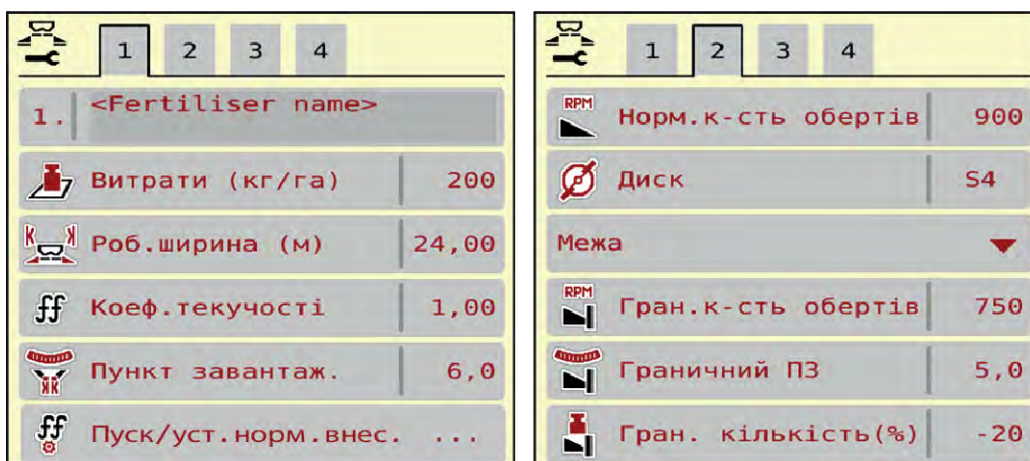 1 2 3 4
1. <Fertiliser name>
Витрати (кг/га) 200
Роб.ширина (м) 24,00
Коеф.текучості 1,00
Пункт завантаж. 6,0
Пуск/уст.норм.внес. ...
1 2 3 4
RPM Норм.к-сть обертів 900
Диск S4
Межа
RPM Гран.к-сть обертів 750
Граничний ПЗ 5,0
Гран. кількість(%) -20